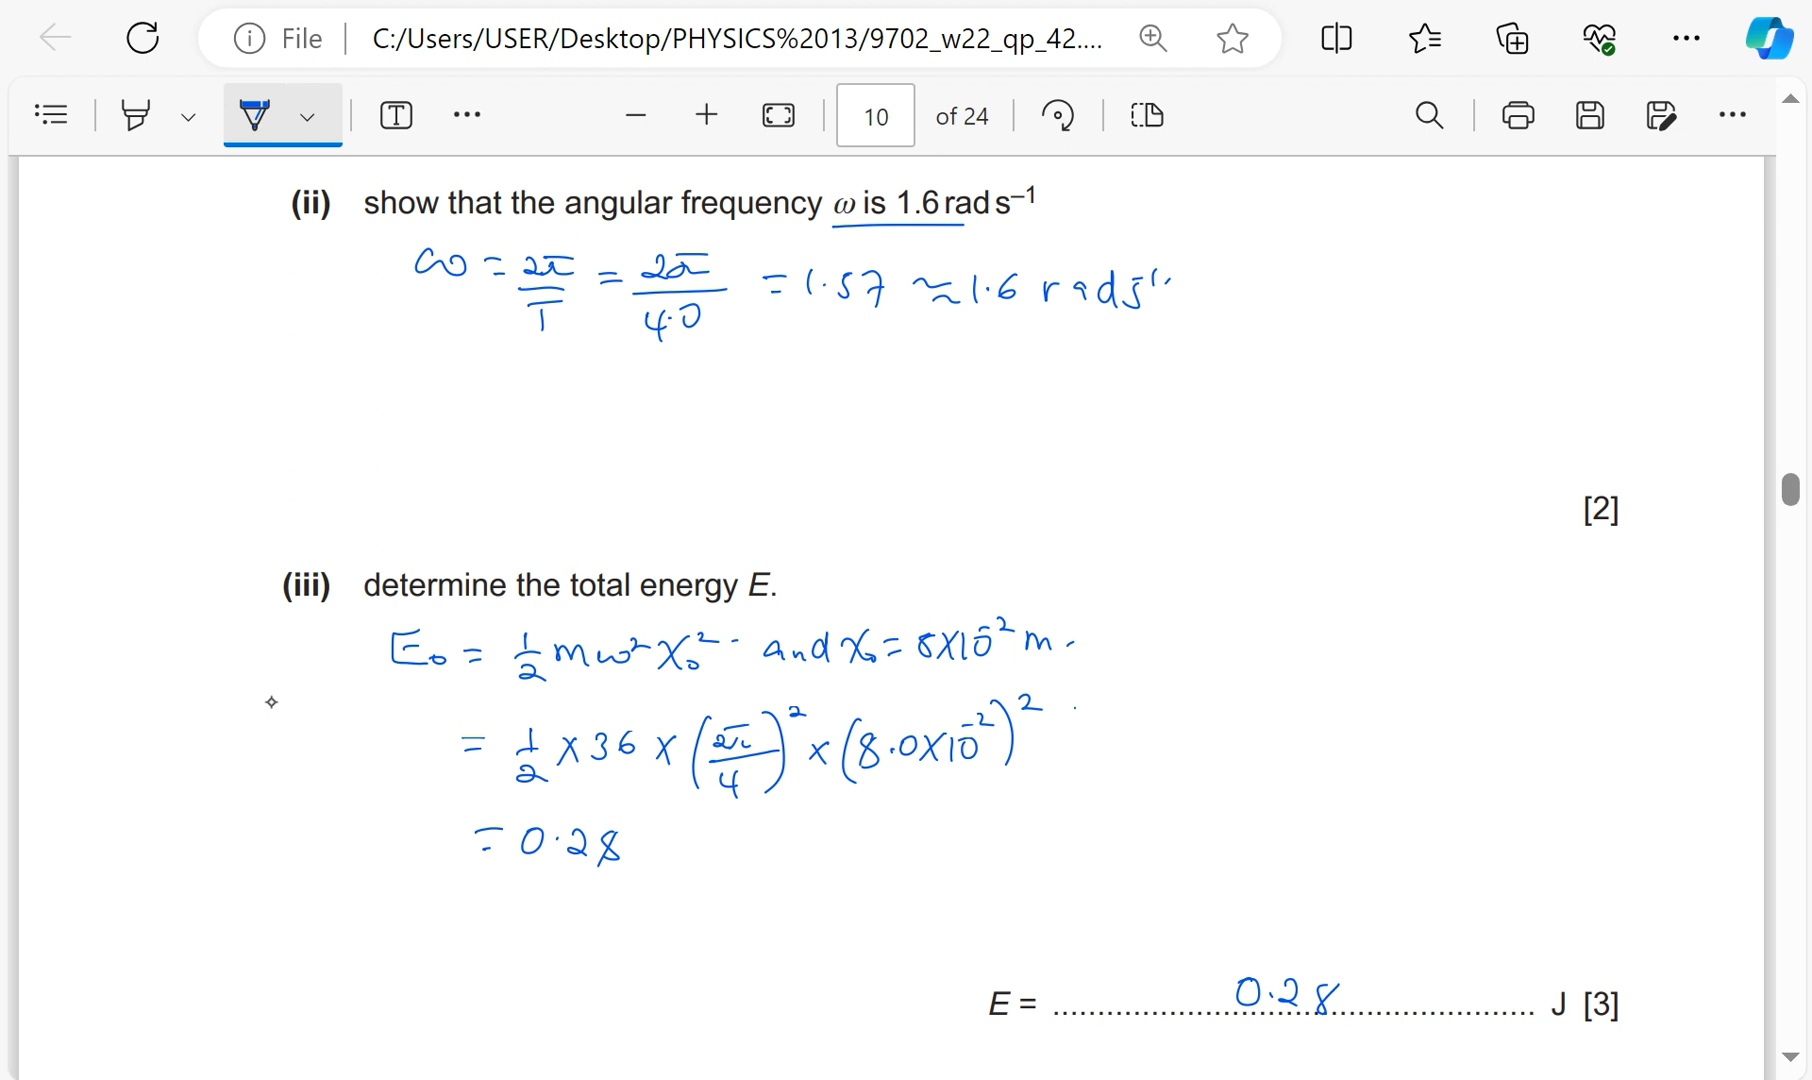 File C:/Users/USER/Desktop/PHYSICS%2013/9702_w22_qp_42....
10 of 24
(ii) show that the angular frequency ω is 1.6 rad s⁻¹
ω = 2π/T = 2π/4.0 = 1.57 ≈ 1.6 rad s⁻¹.
[2]
(iii) determine the total energy E.
E₀ = 1/2 mω² x₀² - and x₀ = 8×10⁻² m.
= 1/2 × 36 × (2π/4)² × (8.0×10⁻²)²
= 0.28
E = 0.28 J [3]